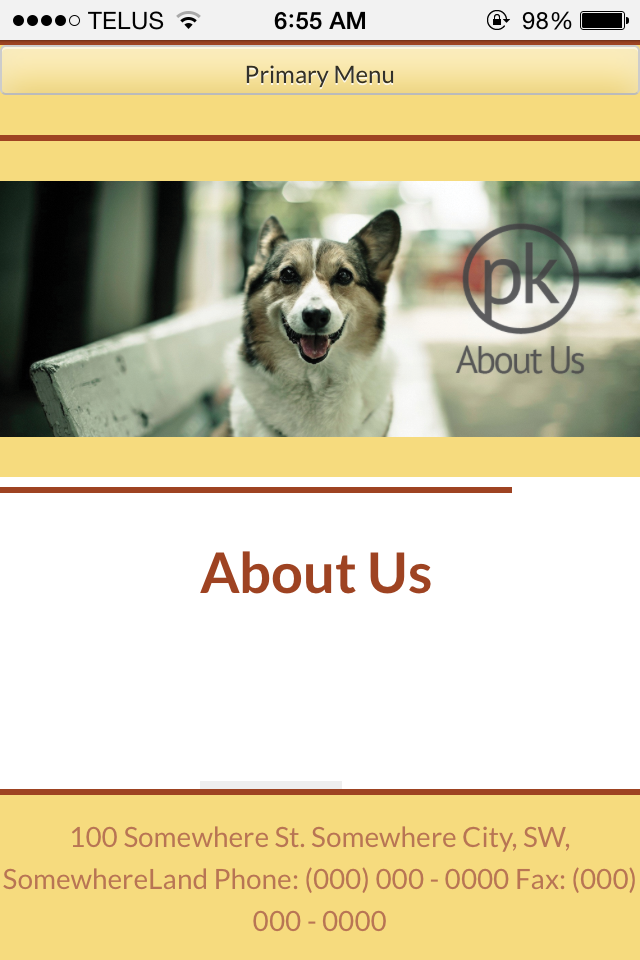 TELUS 6:55 AM 98%
Primary Menu
pk
About Us
About Us
100 Somewhere St. Somewhere City, SW,
SomewhereLand Phone: (000) 000 - 0000 Fax: (000)
000 - 0000